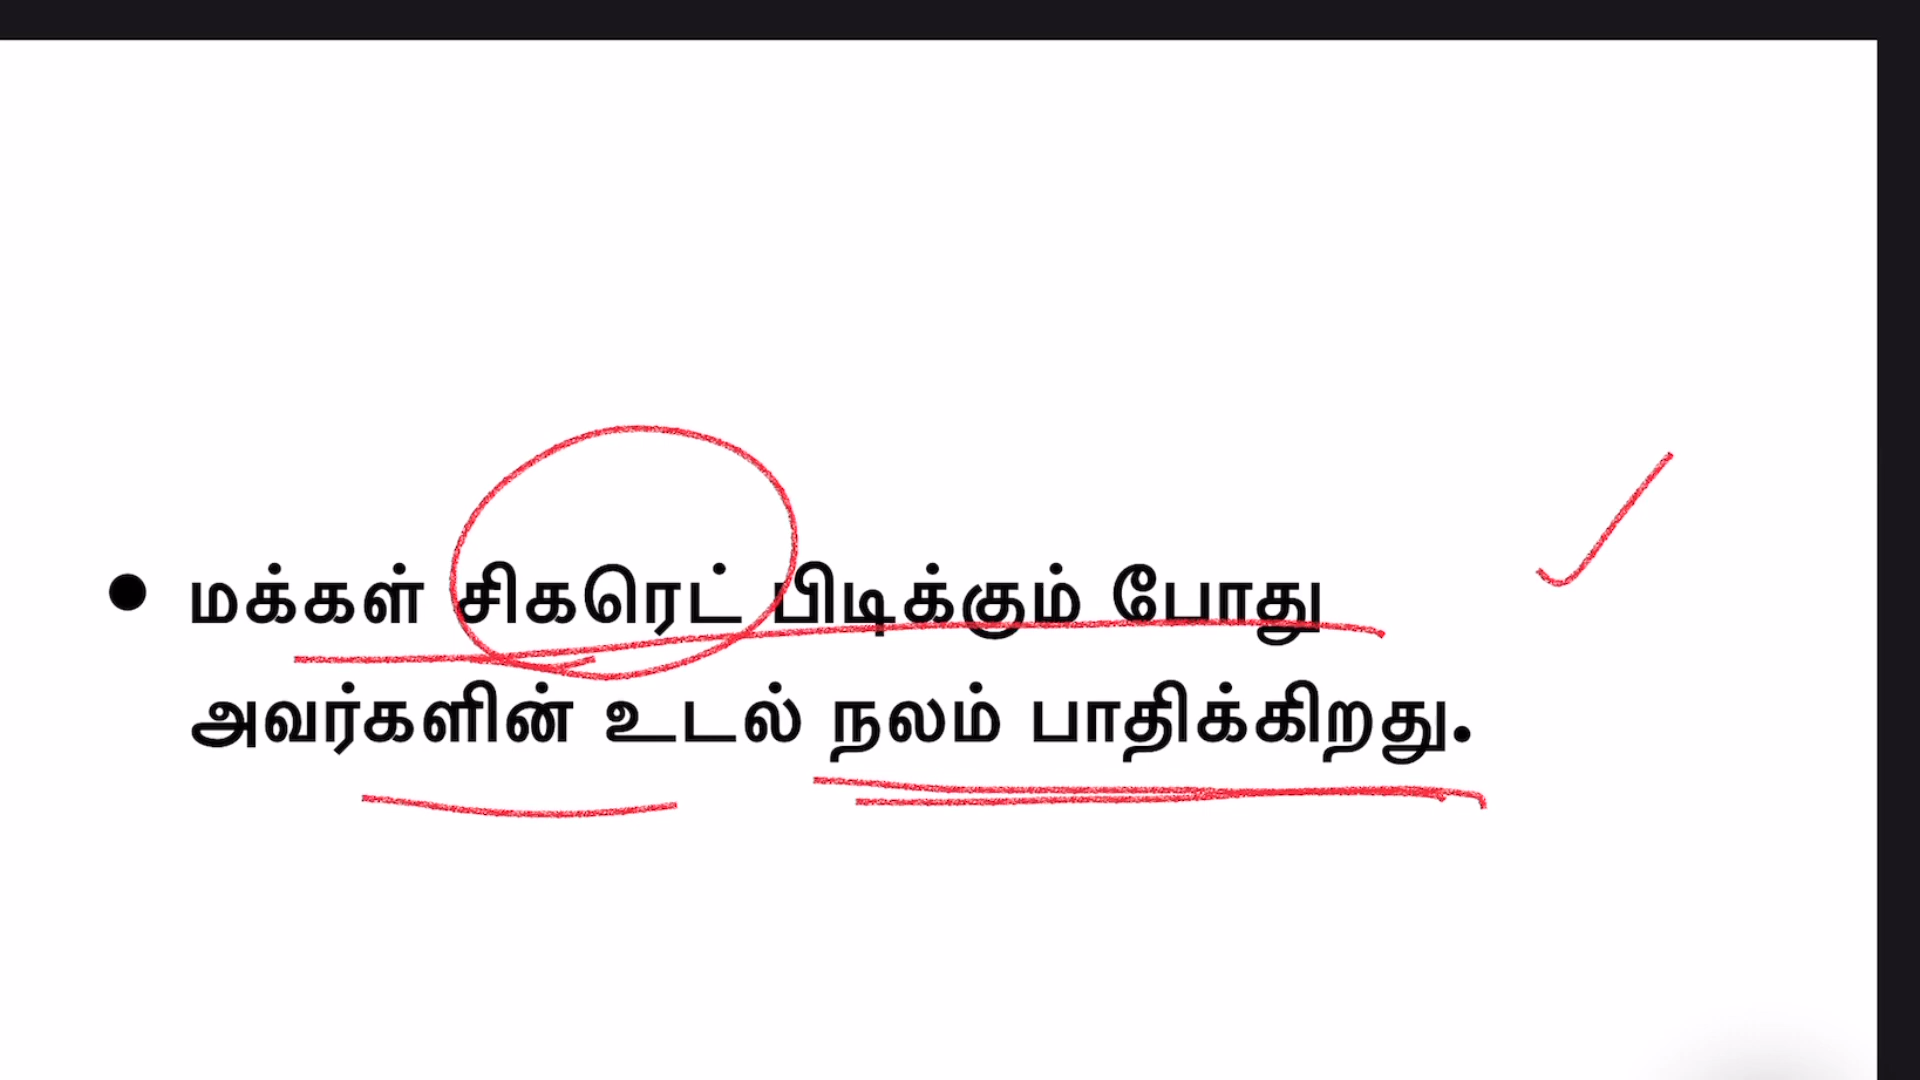 • மக்கள் சிகரெட் பிடிக்கும் போது
அவர்களின் உடல் நலம் பாதிக்கிறது.